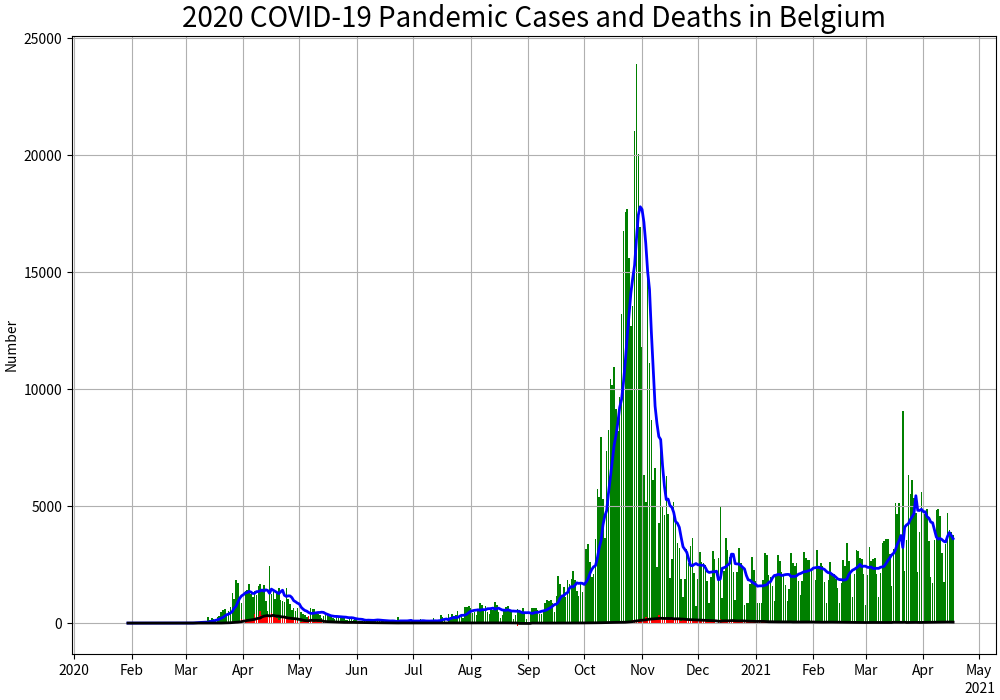 2020 COVID-19 Pandemic Cases and Deaths in Belgium
25000
20000
15000
10000
5000
0
Number
2020 Feb Mar Apr May Jun Jul Aug Sep Oct Nov Dec 2021 Feb Mar Apr May
2021